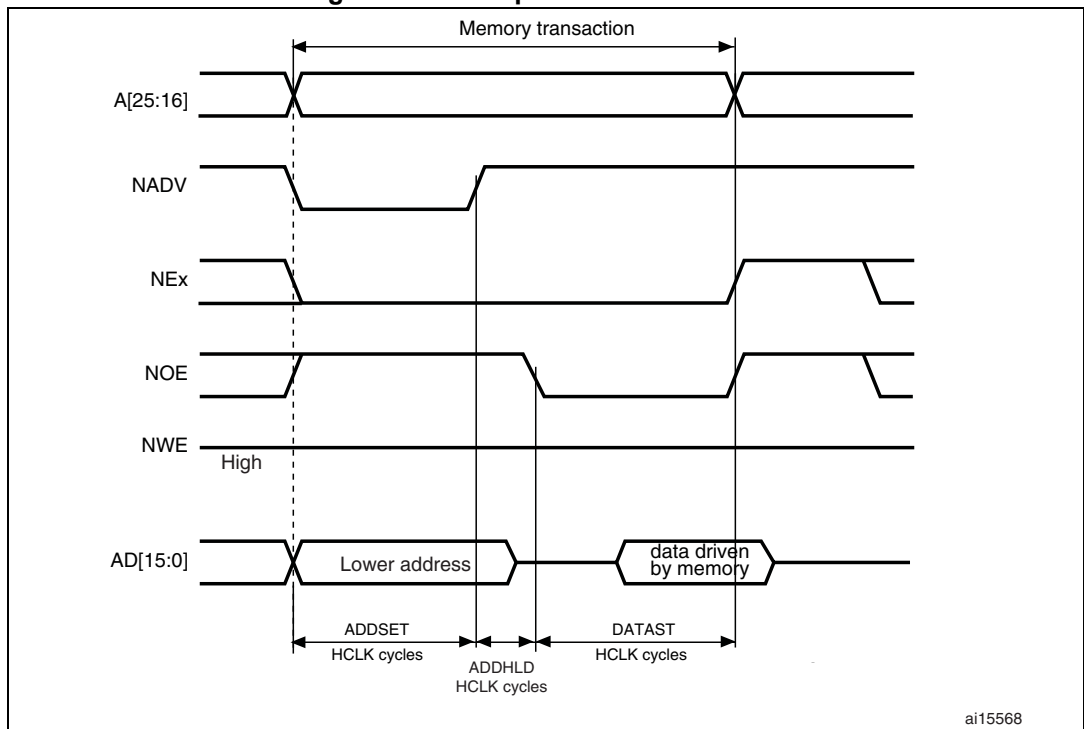 Memory transaction
A[25:16]
NADV
NEx
NOE
NWE
High
AD[15:0]
Lower address
data driven
by memory
ADDSET
HCLK cycles
ADDHLD
HCLK cycles
DATAST
HCLK cycles
ai15568